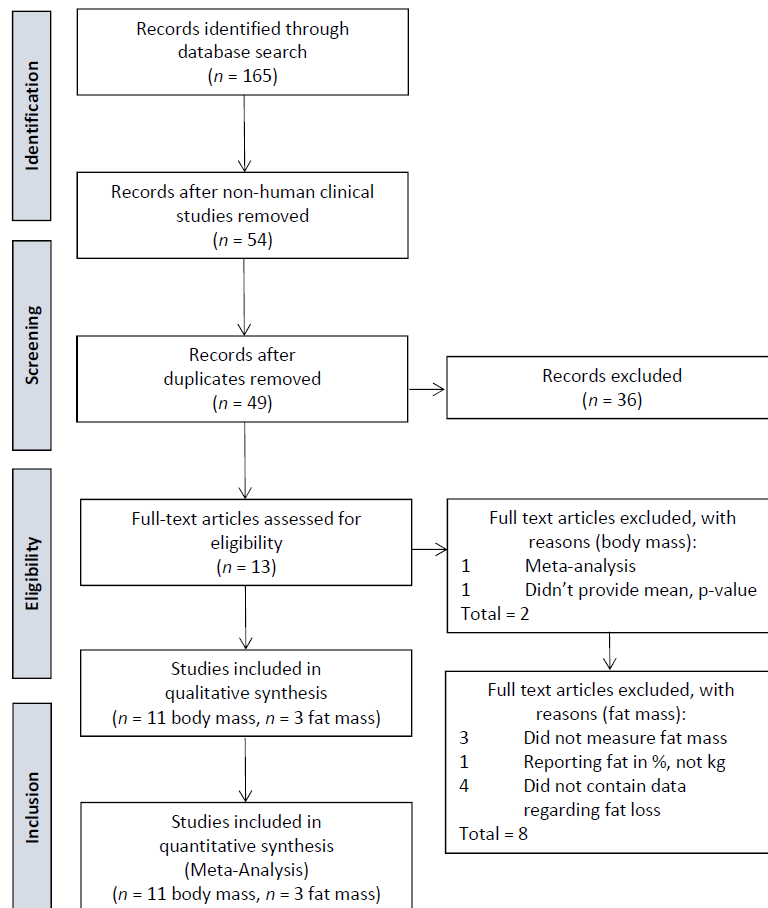 Identification
Records identified through
database search
(n = 165)
Records after non-human clinical
studies removed
(n = 54)
Screening
Records after
duplicates removed
(n = 49)
Records excluded
(n = 36)
Eligibility
Full-text articles assessed for
eligibility
(n = 13)
Full text articles excluded, with
reasons (body mass):
1 Meta-analysis
1 Didn’t provide mean, p-value
Total = 2
Studies included in
qualitative synthesis
(n = 11 body mass, n = 3 fat mass)
Full text articles excluded, with
reasons (fat mass):
3 Did not measure fat mass
1 Reporting fat in %, not kg
4 Did not contain data
regarding fat loss
Total = 8
Inclusion
Studies included in
quantitative synthesis
(Meta-Analysis)
(n = 11 body mass, n = 3 fat mass)